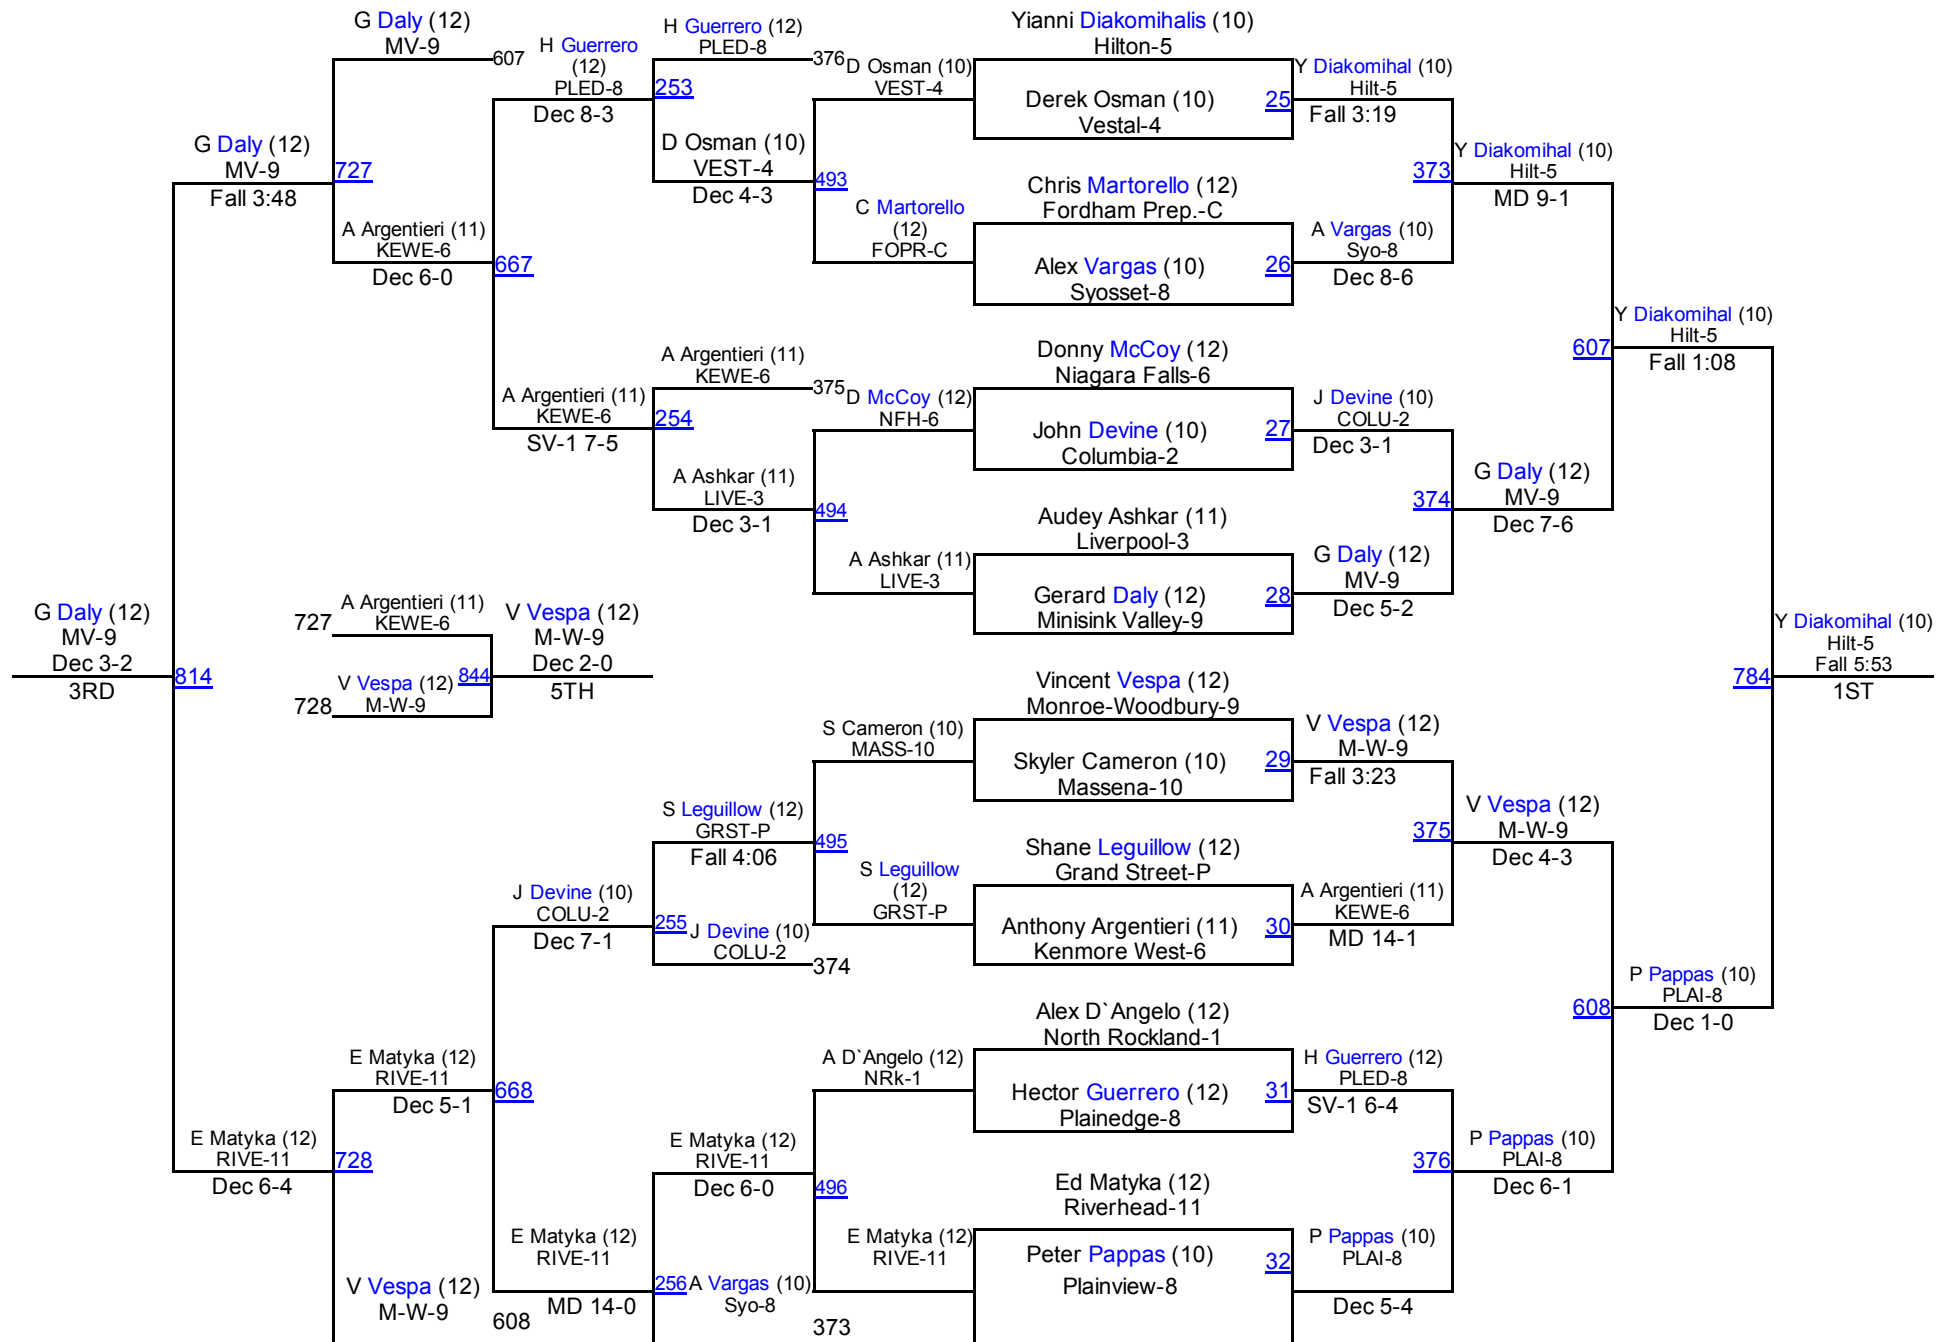 G Daly (12)
MV-9
607
727
G Daly (12)
MV-9
Fall 3:48
A Argentieri (11)
KEWE-6
Dec 6-0
H Guerrero
(12)
PLED-8
Dec 8-3
667
H Guerrero (12)
PLED-8
376
253
D Osman (10)
VEST-4
Dec 4-3
D Osman (10)
VEST-4
493
C Martorello
(12)
FOPR-C
A Argentieri (11)
KEWE-6
SV-1 7-5
A Argentieri (11)
KEWE-6
375
254
A Ashkar (11)
LIVE-3
Dec 3-1
D McCoy (12)
NFH-6
494
A Ashkar (11)
LIVE-3
Yianni Diakomihalis (10)
Hilton-5
Derek Osman (10)
Vestal-4
25
Chris Martorello (12)
Fordham Prep.-C
Alex Vargas (10)
Syosset-8
26
Donny McCoy (12)
Niagara Falls-6
John Devine (10)
Columbia-2
27
Audey Ashkar (11)
Liverpool-3
Gerard Daly (12)
Minisink Valley-9
28
Y Diakomihal (10)
Hilt-5
Fall 3:19
373
A Vargas (10)
Syo-8
Dec 8-6
Y Diakomihal (10)
Hilt-5
MD 9-1
607
J Devine (10)
COLU-2
Dec 3-1
374
G Daly (12)
MV-9
Dec 5-2
G Daly (12)
MV-9
Dec 7-6
Y Diakomihal (10)
Hilt-5
Fall 1:08
G Daly (12)
MV-9
Dec 3-2
3RD
814
727
A Argentieri (11)
KEWE-6
V Vespa (12)
M-W-9
728
844
V Vespa (12)
M-W-9
Dec 2-0
5TH
784
Y Diakomihal (10)
Hilt-5
Fall 5:53
1ST
S Cameron (10)
MASS-10
S Leguillow (12)
GRST-P
Fall 4:06
495
S Leguillow
(12)
GRST-P
J Devine (10)
COLU-2
Dec 7-1
255
J Devine (10)
COLU-2
374
Vincent Vespa (12)
Monroe-Woodbury-9
Skyler Cameron (10)
Massena-10
29
Shane Leguillow (12)
Grand Street-P
Anthony Argentieri (11)
Kenmore West-6
30
V Vespa (12)
M-W-9
Fall 3:23
375
A Argentieri (11)
KEWE-6
MD 14-1
V Vespa (12)
M-W-9
Dec 4-3
608
P Pappas (10)
PLAI-8
Dec 1-0
E Matyka (12)
RIVE-11
Dec 5-1
668
E Matyka (12)
RIVE-11
Dec 6-4
728
V Vespa (12)
M-W-9
608
E Matyka (12)
RIVE-11
MD 14-0
E Matyka (12)
RIVE-11
Dec 6-0
256
A Vargas (10)
Syo-8
373
A D`Angelo (12)
NRk-1
496
E Matyka (12)
RIVE-11
Alex D`Angelo (12)
North Rockland-1
Hector Guerrero (12)
Plainedge-8
31
Ed Matyka (12)
Riverhead-11
Peter Pappas (10)
Plainview-8
32
H Guerrero (12)
PLED-8
SV-1 6-4
376
P Pappas (10)
PLAI-8
Dec 5-4
P Pappas (10)
PLAI-8
Dec 6-1